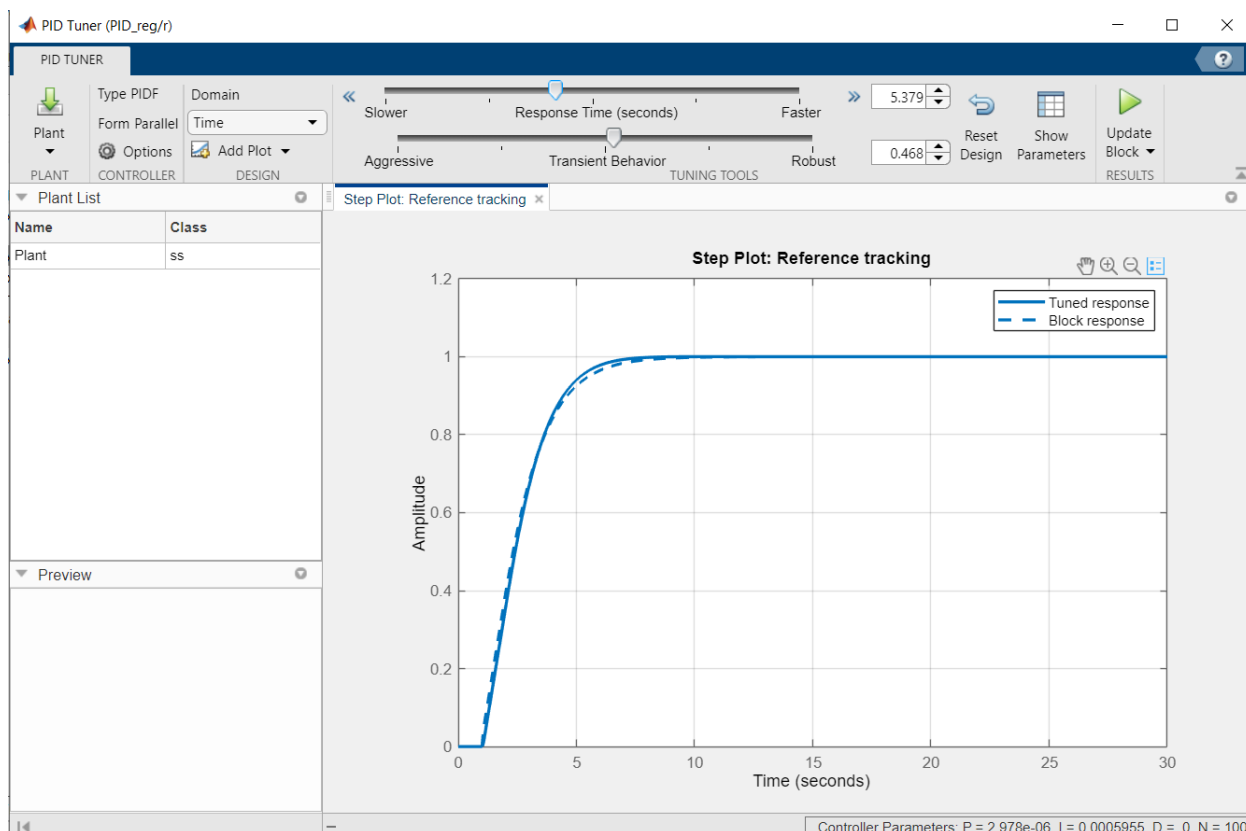 PID Tuner (PID_reg/r)
PID TUNER
?
Plant
Type PIDF
Form Parallel
Options
Domain
Time
Add Plot
Slower
Response Time (seconds)
Faster
5.379
Aggressive
Transient Behavior
Robust
0.468
Reset
Design
Show
Parameters
Update
Block
PLANT
CONTROLLER
DESIGN
TUNING TOOLS
RESULTS
Plant List
Name Class
Plant ss
Preview
Step Plot: Reference tracking
Step Plot: Reference tracking
Tuned response
Block response
Amplitude
1.2
1
0.8
0.6
0.4
0.2
0
0 5 10 15 20 25 30
Time (seconds)
Controller Parameters: P = 2.978e-06, I = 0.0005955, D = 0, N = 100